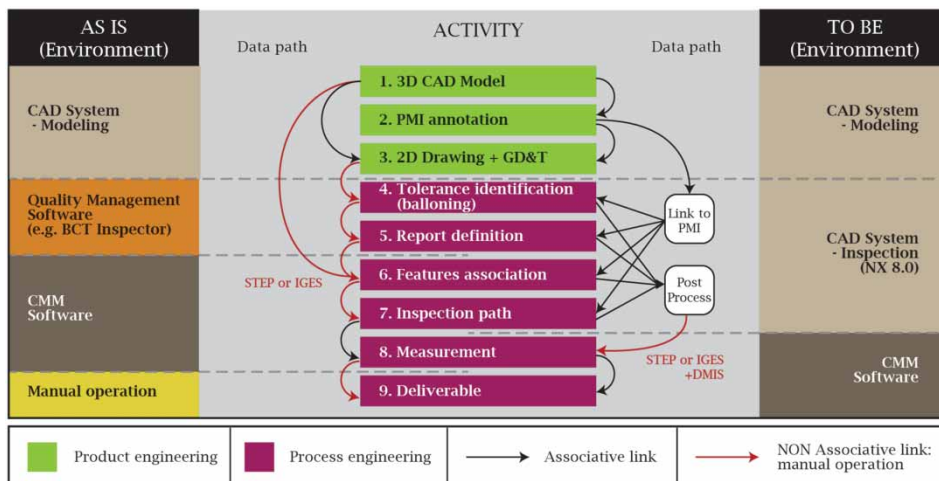 AS IS
(Environment)
Data path
ACTIVITY
Data path
TO BE
(Environment)
CAD System
- Modeling
Quality Management
Software
(e.g. BCT Inspector)
CMM
Software
Manual operation
STEP or IGES
1. 3D CAD Model
2. PMI annotation
3. 2D Drawing + GD&T
4. Tolerance identification
(ballooning)
5. Report definition
6. Features association
7. Inspection path
8. Measurement
9. Deliverable
Link to
PMI
Post
Process
STEP or IGES
+DMIS
CAD System
- Modeling
CAD System
- Inspection
(NX 8.0)
CMM
Software
Product engineering
Process engineering
Associative link
NON Associative link:
manual operation